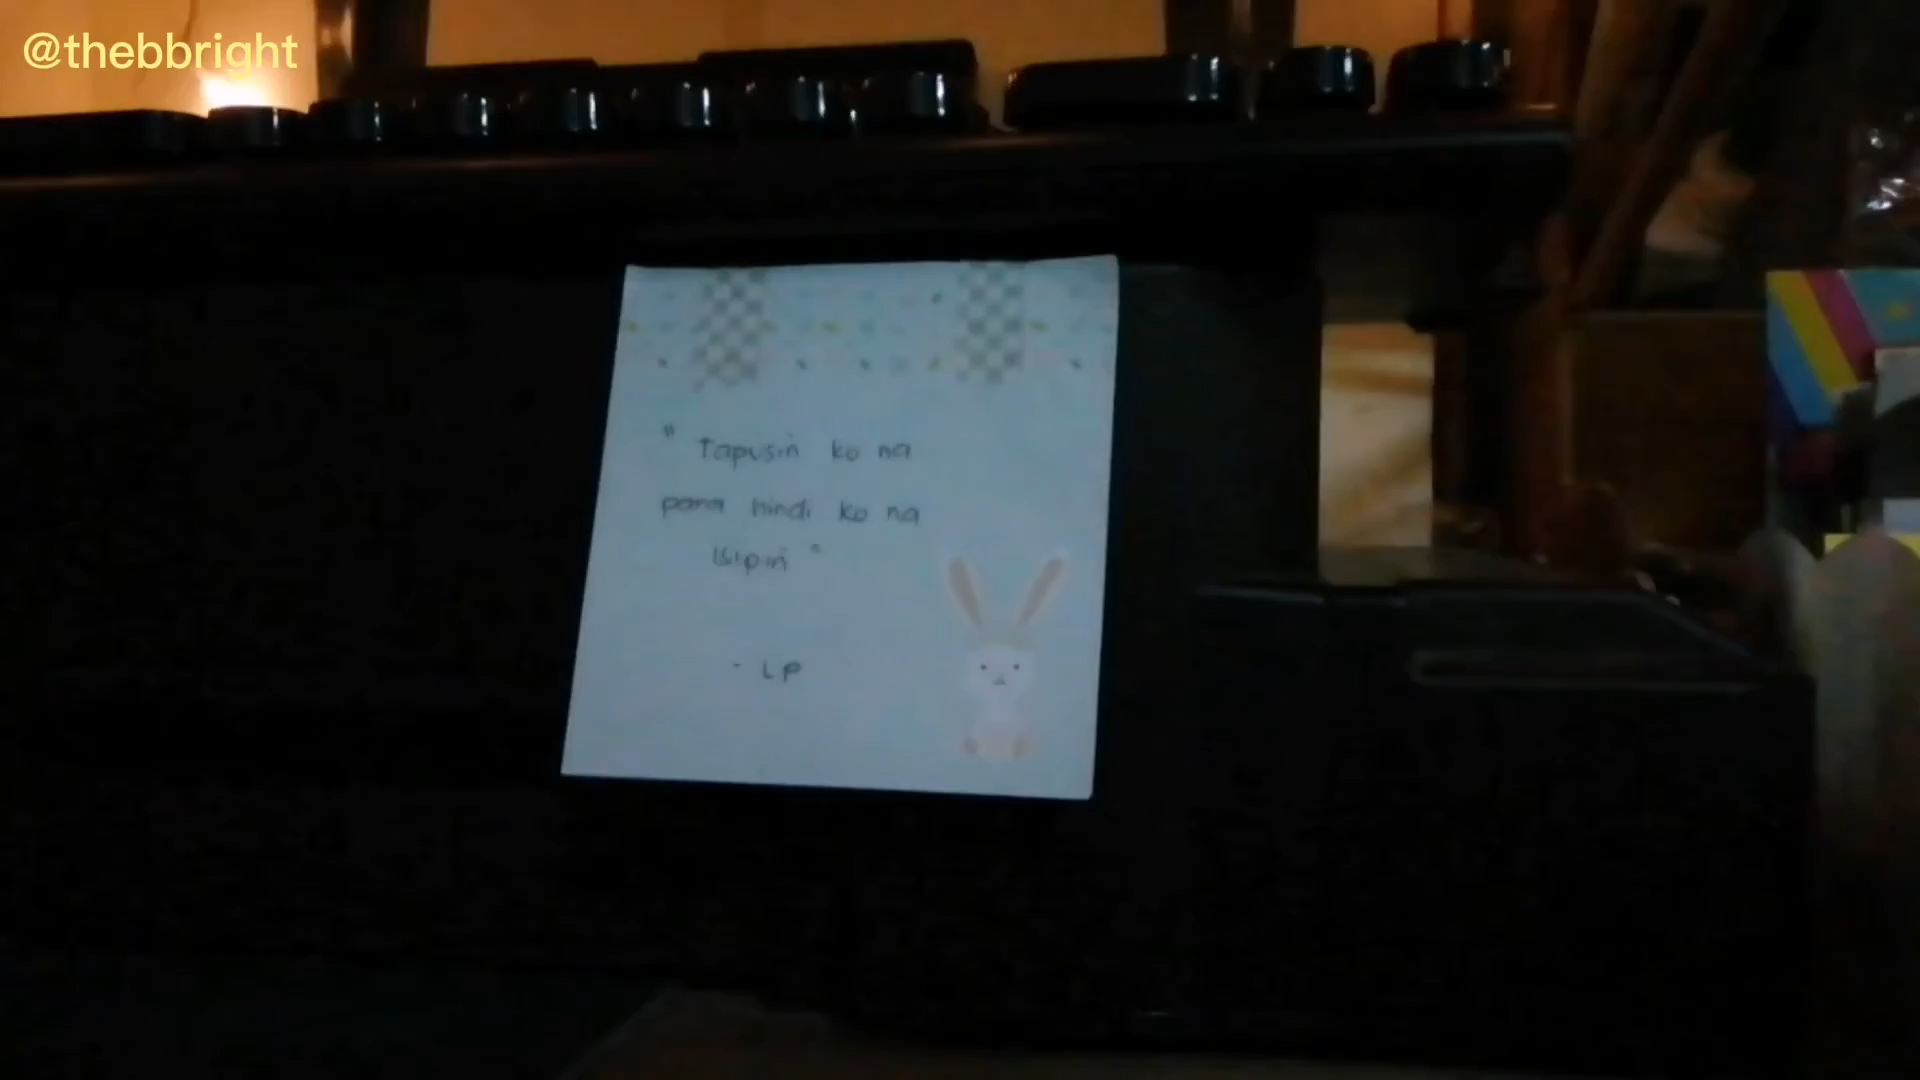 @thebbright
" Tapusin ko na
para hindi ko na
isipin "
- LP